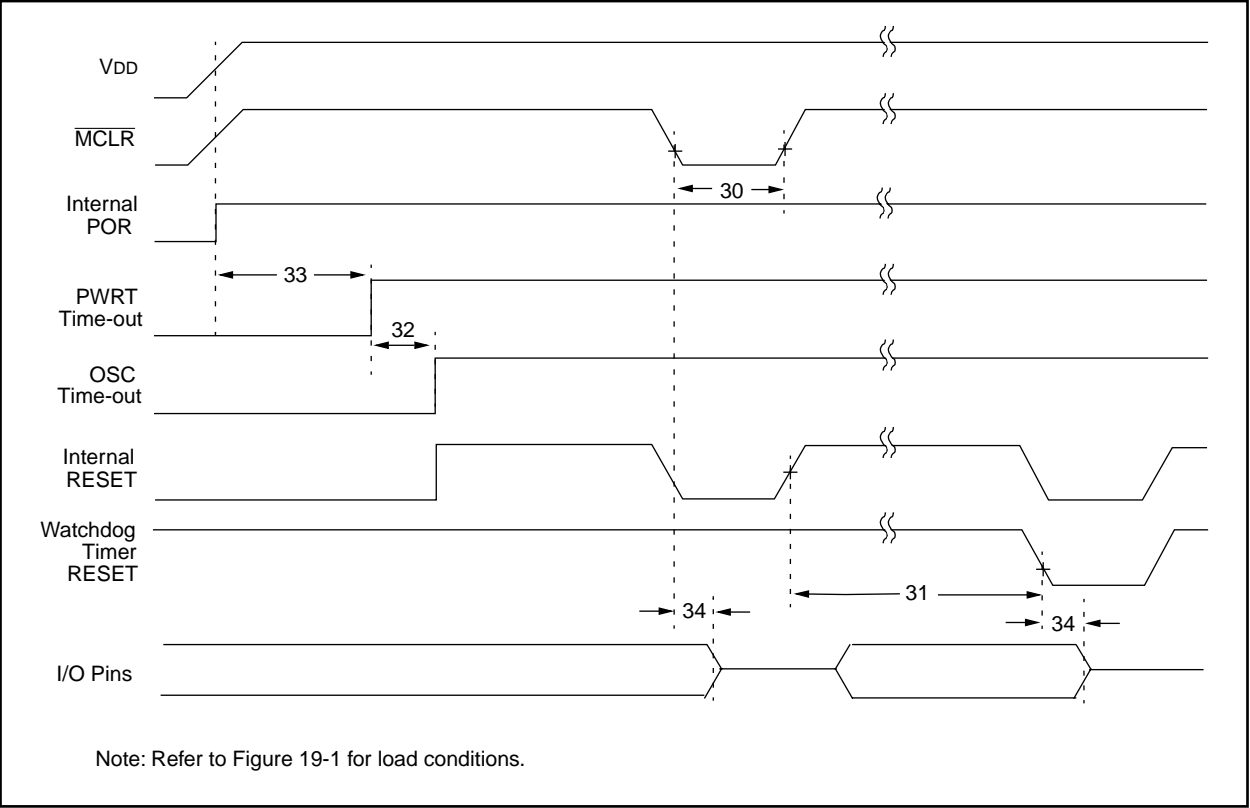 VDD
MCLR
30
Internal
POR
33
PWRT
Time-out
32
OSC
Time-out
Internal
RESET
Watchdog
Timer
RESET
31
34
34
I/O Pins
Note: Refer to Figure 19-1 for load conditions.